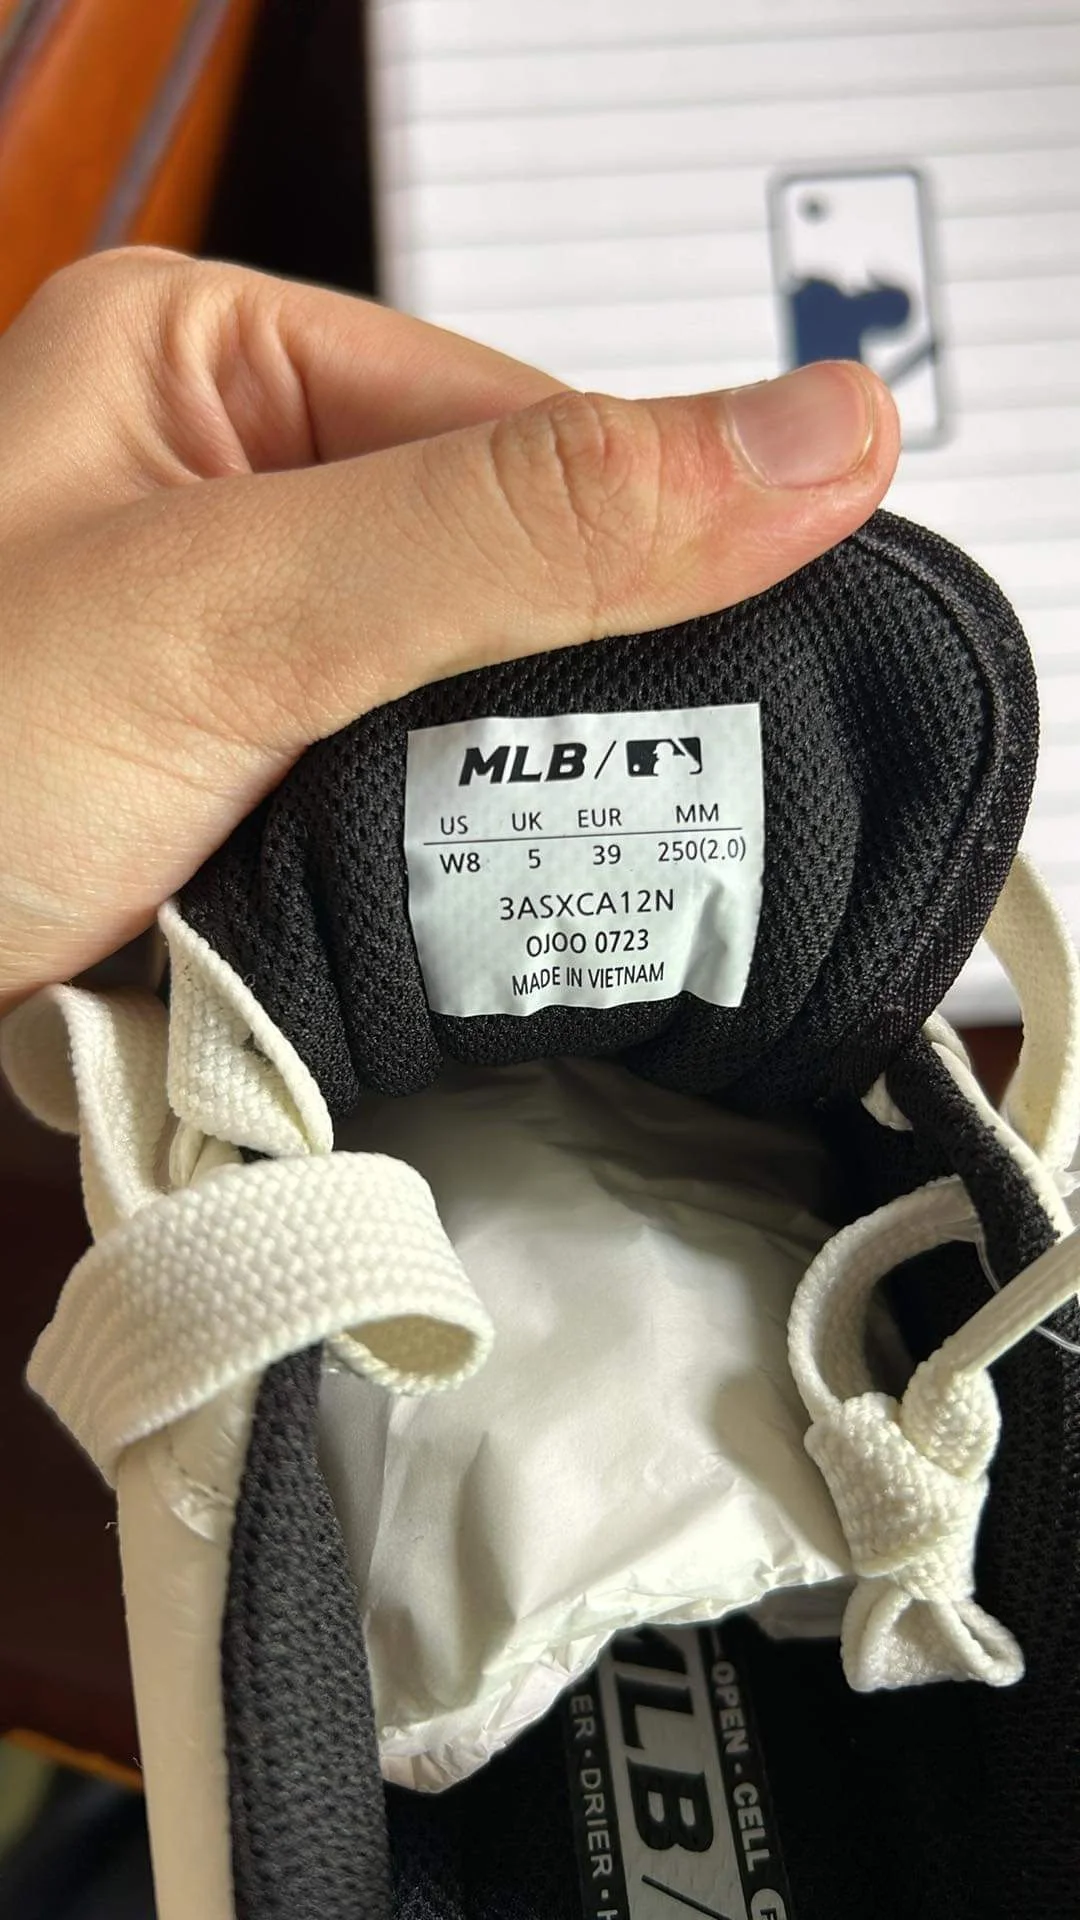 MLB/
US UK EUR MM
W8 5 39 250(2.0)
3ASXCA12N
OJOO 0723
MADE IN VIETNAM
-OPEN · CELL
MLB/
ER · DRIER · H